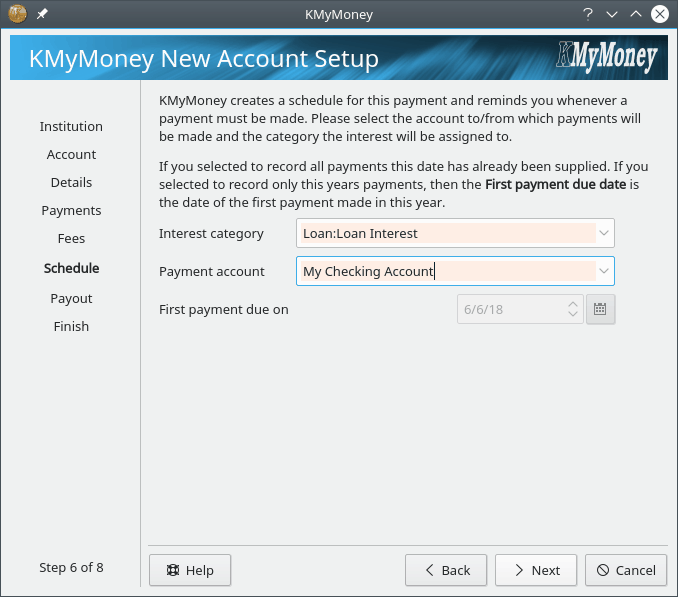 KMyMoney
KMyMoney New Account Setup
KMyMoney
Institution
Account
Details
Payments
Fees
Schedule
Payout
Finish
Step 6 of 8
KMyMoney creates a schedule for this payment and reminds you whenever a
payment must be made. Please select the account to/from which payments will
be made and the category the interest will be assigned to.
If you selected to record all payments this date has already been supplied. If you
selected to record only this years payments, then the First payment due date is
the date of the first payment made in this year.
Interest category
Loan:Loan Interest
Payment account
My Checking Account
First payment due on
6/6/18
Help
Back
Next
Cancel